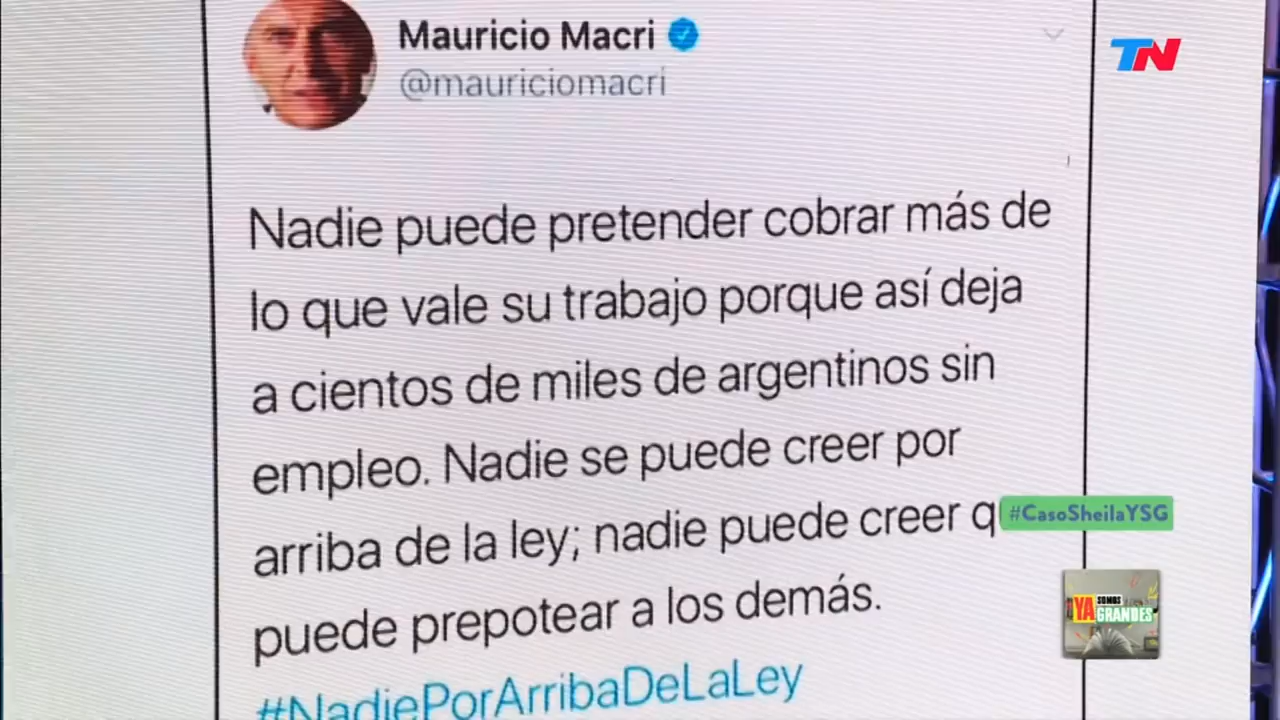 Mauricio Macri
@mauriciomacri
TN
Nadie puede pretender cobrar más de
lo que vale su trabajo porque así deja
a cientos de miles de argentinos sin
empleo. Nadie se puede creer por
arriba de la ley; nadie puede creer q
#CasoSheilaYSG
puede prepotear a los demás.
YA SOMOS
GRANDES
#NadiePorArribaDeLaLey